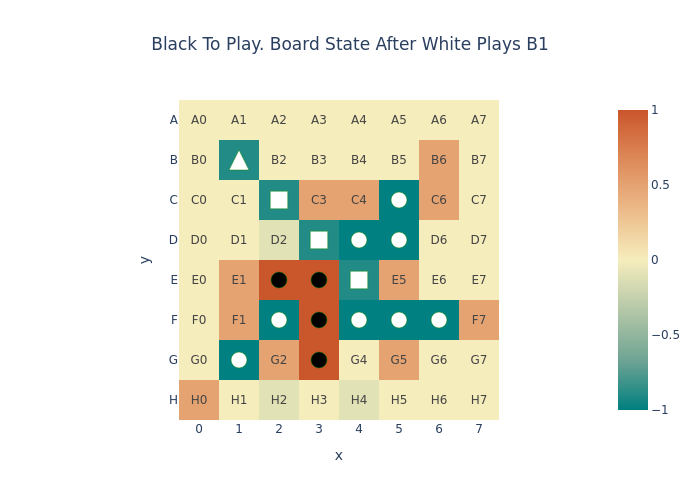 Black To Play. Board State After White Plays B1
A A0 A1 A2 A3 A4 A5 A6 A7
B B0 B2 B3 B4 B5 B6 B7
C C0 C1 C3 C4 C6 C7
D D0 D1 D2 D6 D7
E E0 E1 E5 E6 E7
F F0 F1 F7
G G0 G2 G4 G5 G6 G7
H H0 H1 H2 H3 H4 H5 H6 H7
0 1 2 3 4 5 6 7
x
y
1
0.5
0
−0.5
−1